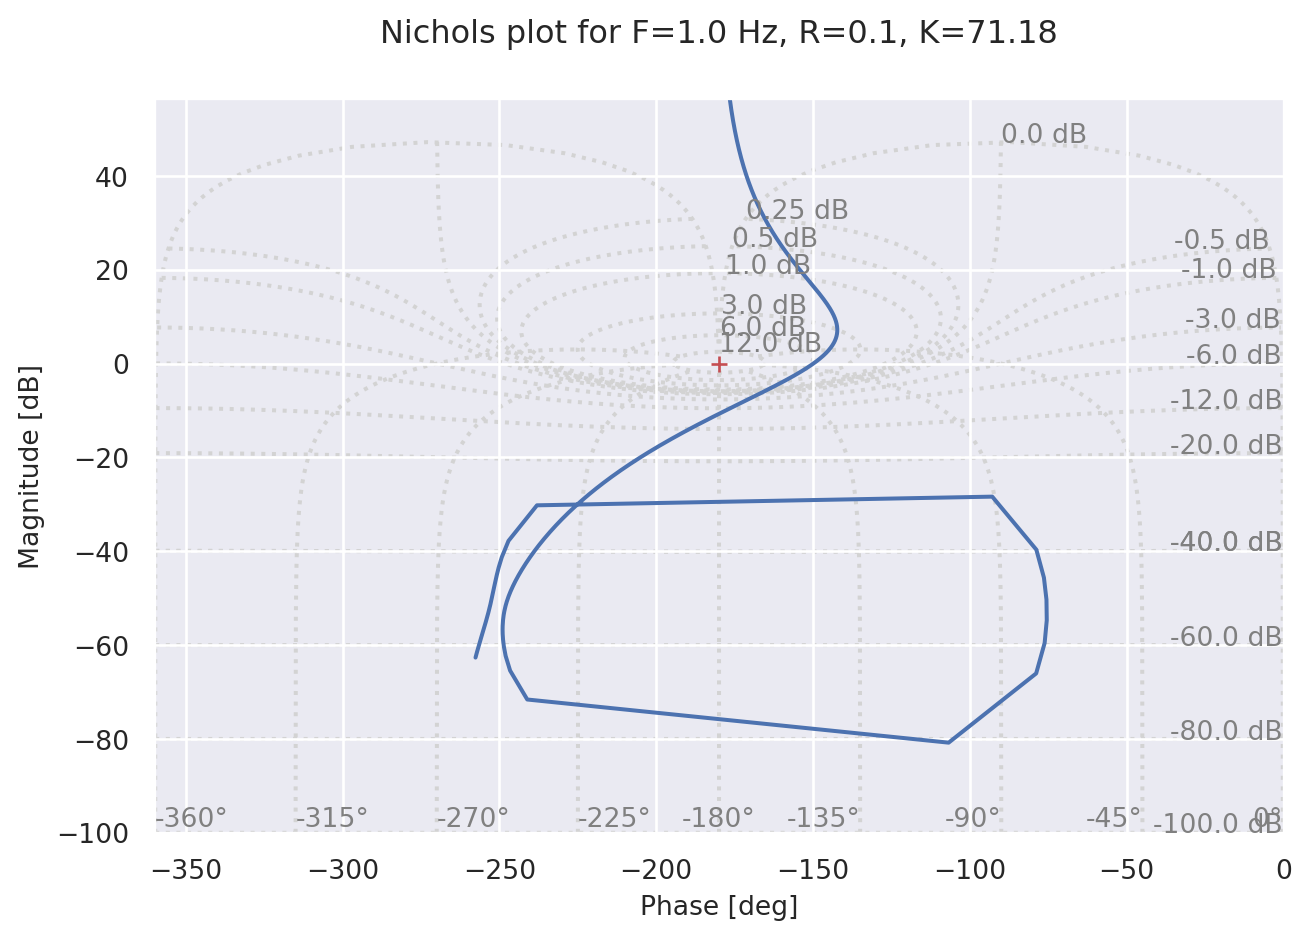 Nichols plot for F=1.0 Hz, R=0.1, K=71.18
0.0 dB
0.25 dB
0.5 dB
1.0 dB
3.0 dB
6.0 dB
12.0 dB
-0.5 dB
-1.0 dB
-3.0 dB
-6.0 dB
-12.0 dB
-20.0 dB
-40.0 dB
-60.0 dB
-80.0 dB
-100.0 dB
-360° -315° -270° -225° -180° -135° -90° -45° 0°
40
20
0
−20
−40
−60
−80
−100
Magnitude [dB]
−350 −300 −250 −200 −150 −100 −50 0
Phase [deg]